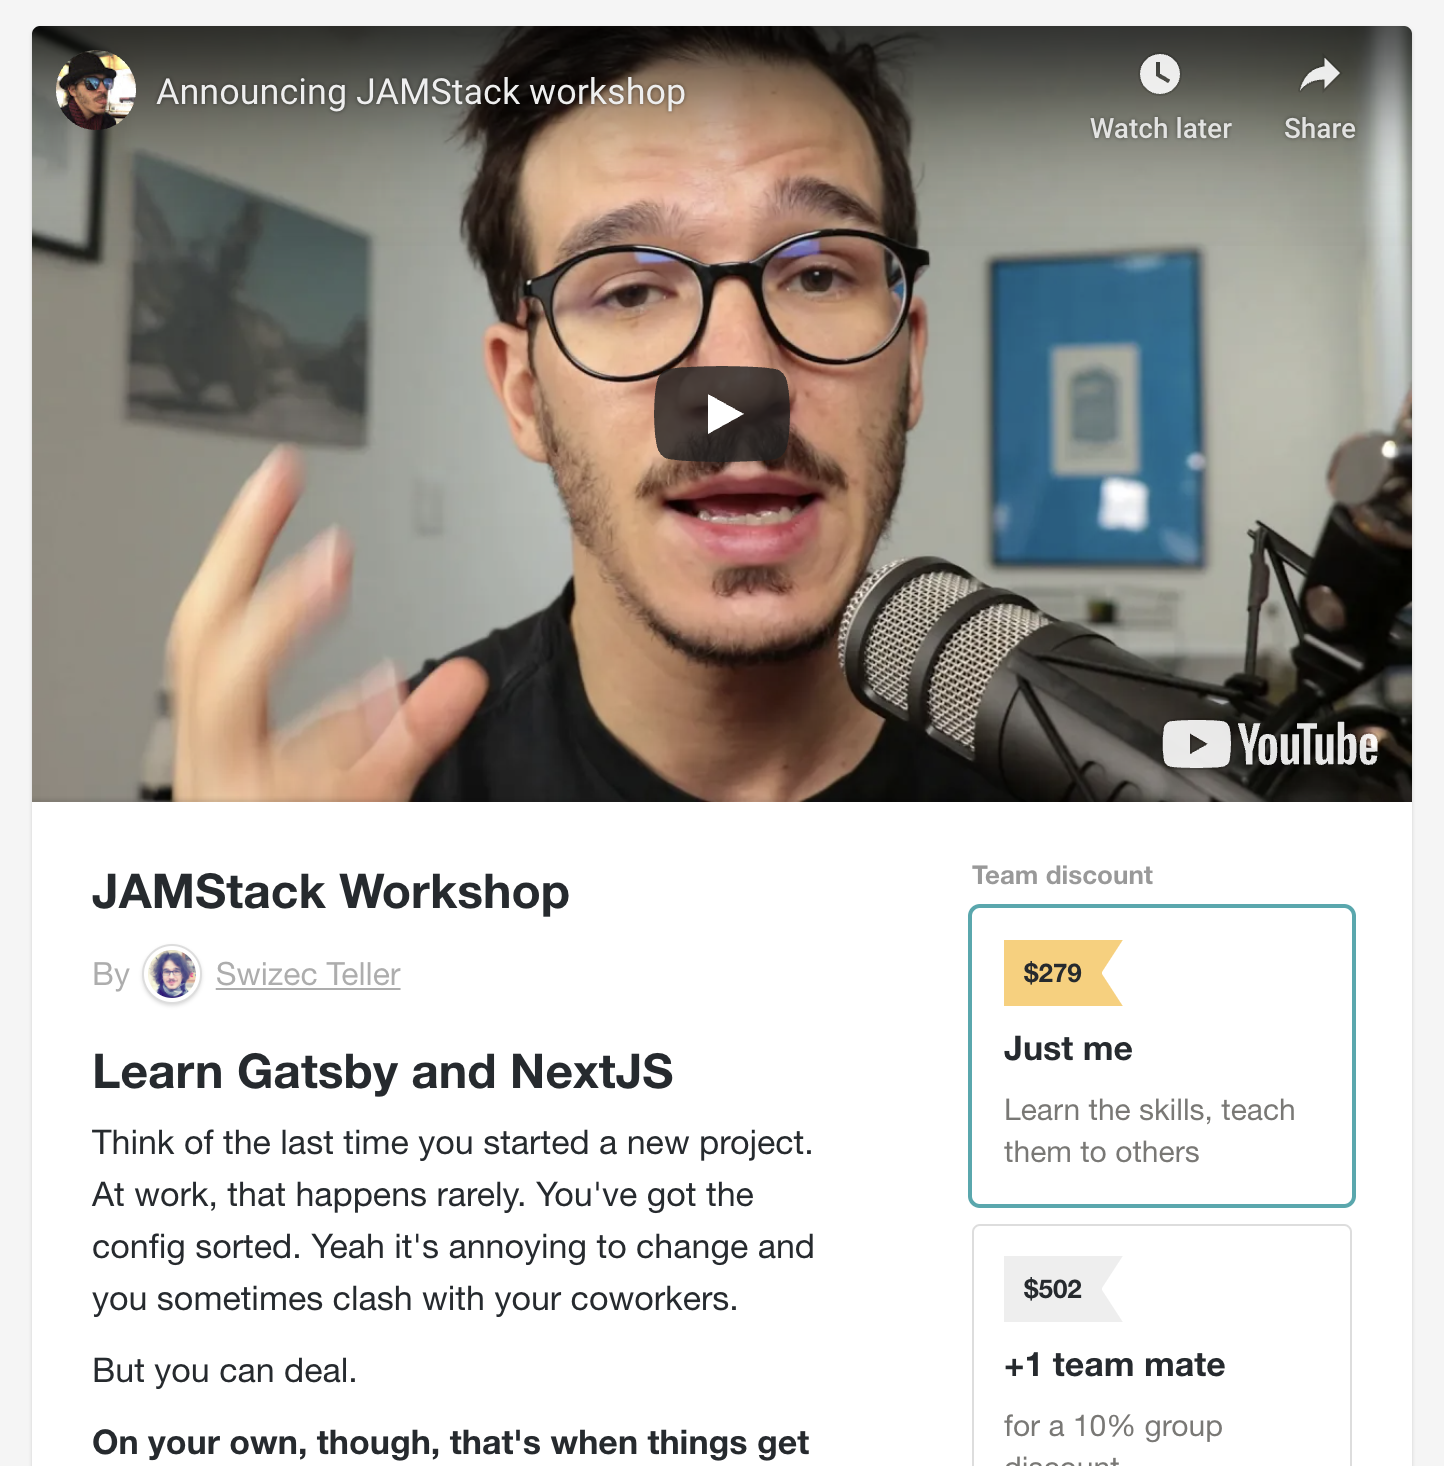 Announcing JAMStack workshop
Watch later
Share
YouTube
JAMStack Workshop
By Swizec Teller
Learn Gatsby and NextJS
Think of the last time you started a new project.
At work, that happens rarely. You've got the
config sorted. Yeah it's annoying to change and
you sometimes clash with your coworkers.
But you can deal.
On your own, though, that's when things get
Team discount
$279
Just me
Learn the skills, teach
them to others
$502
+1 team mate
for a 10% group
discount